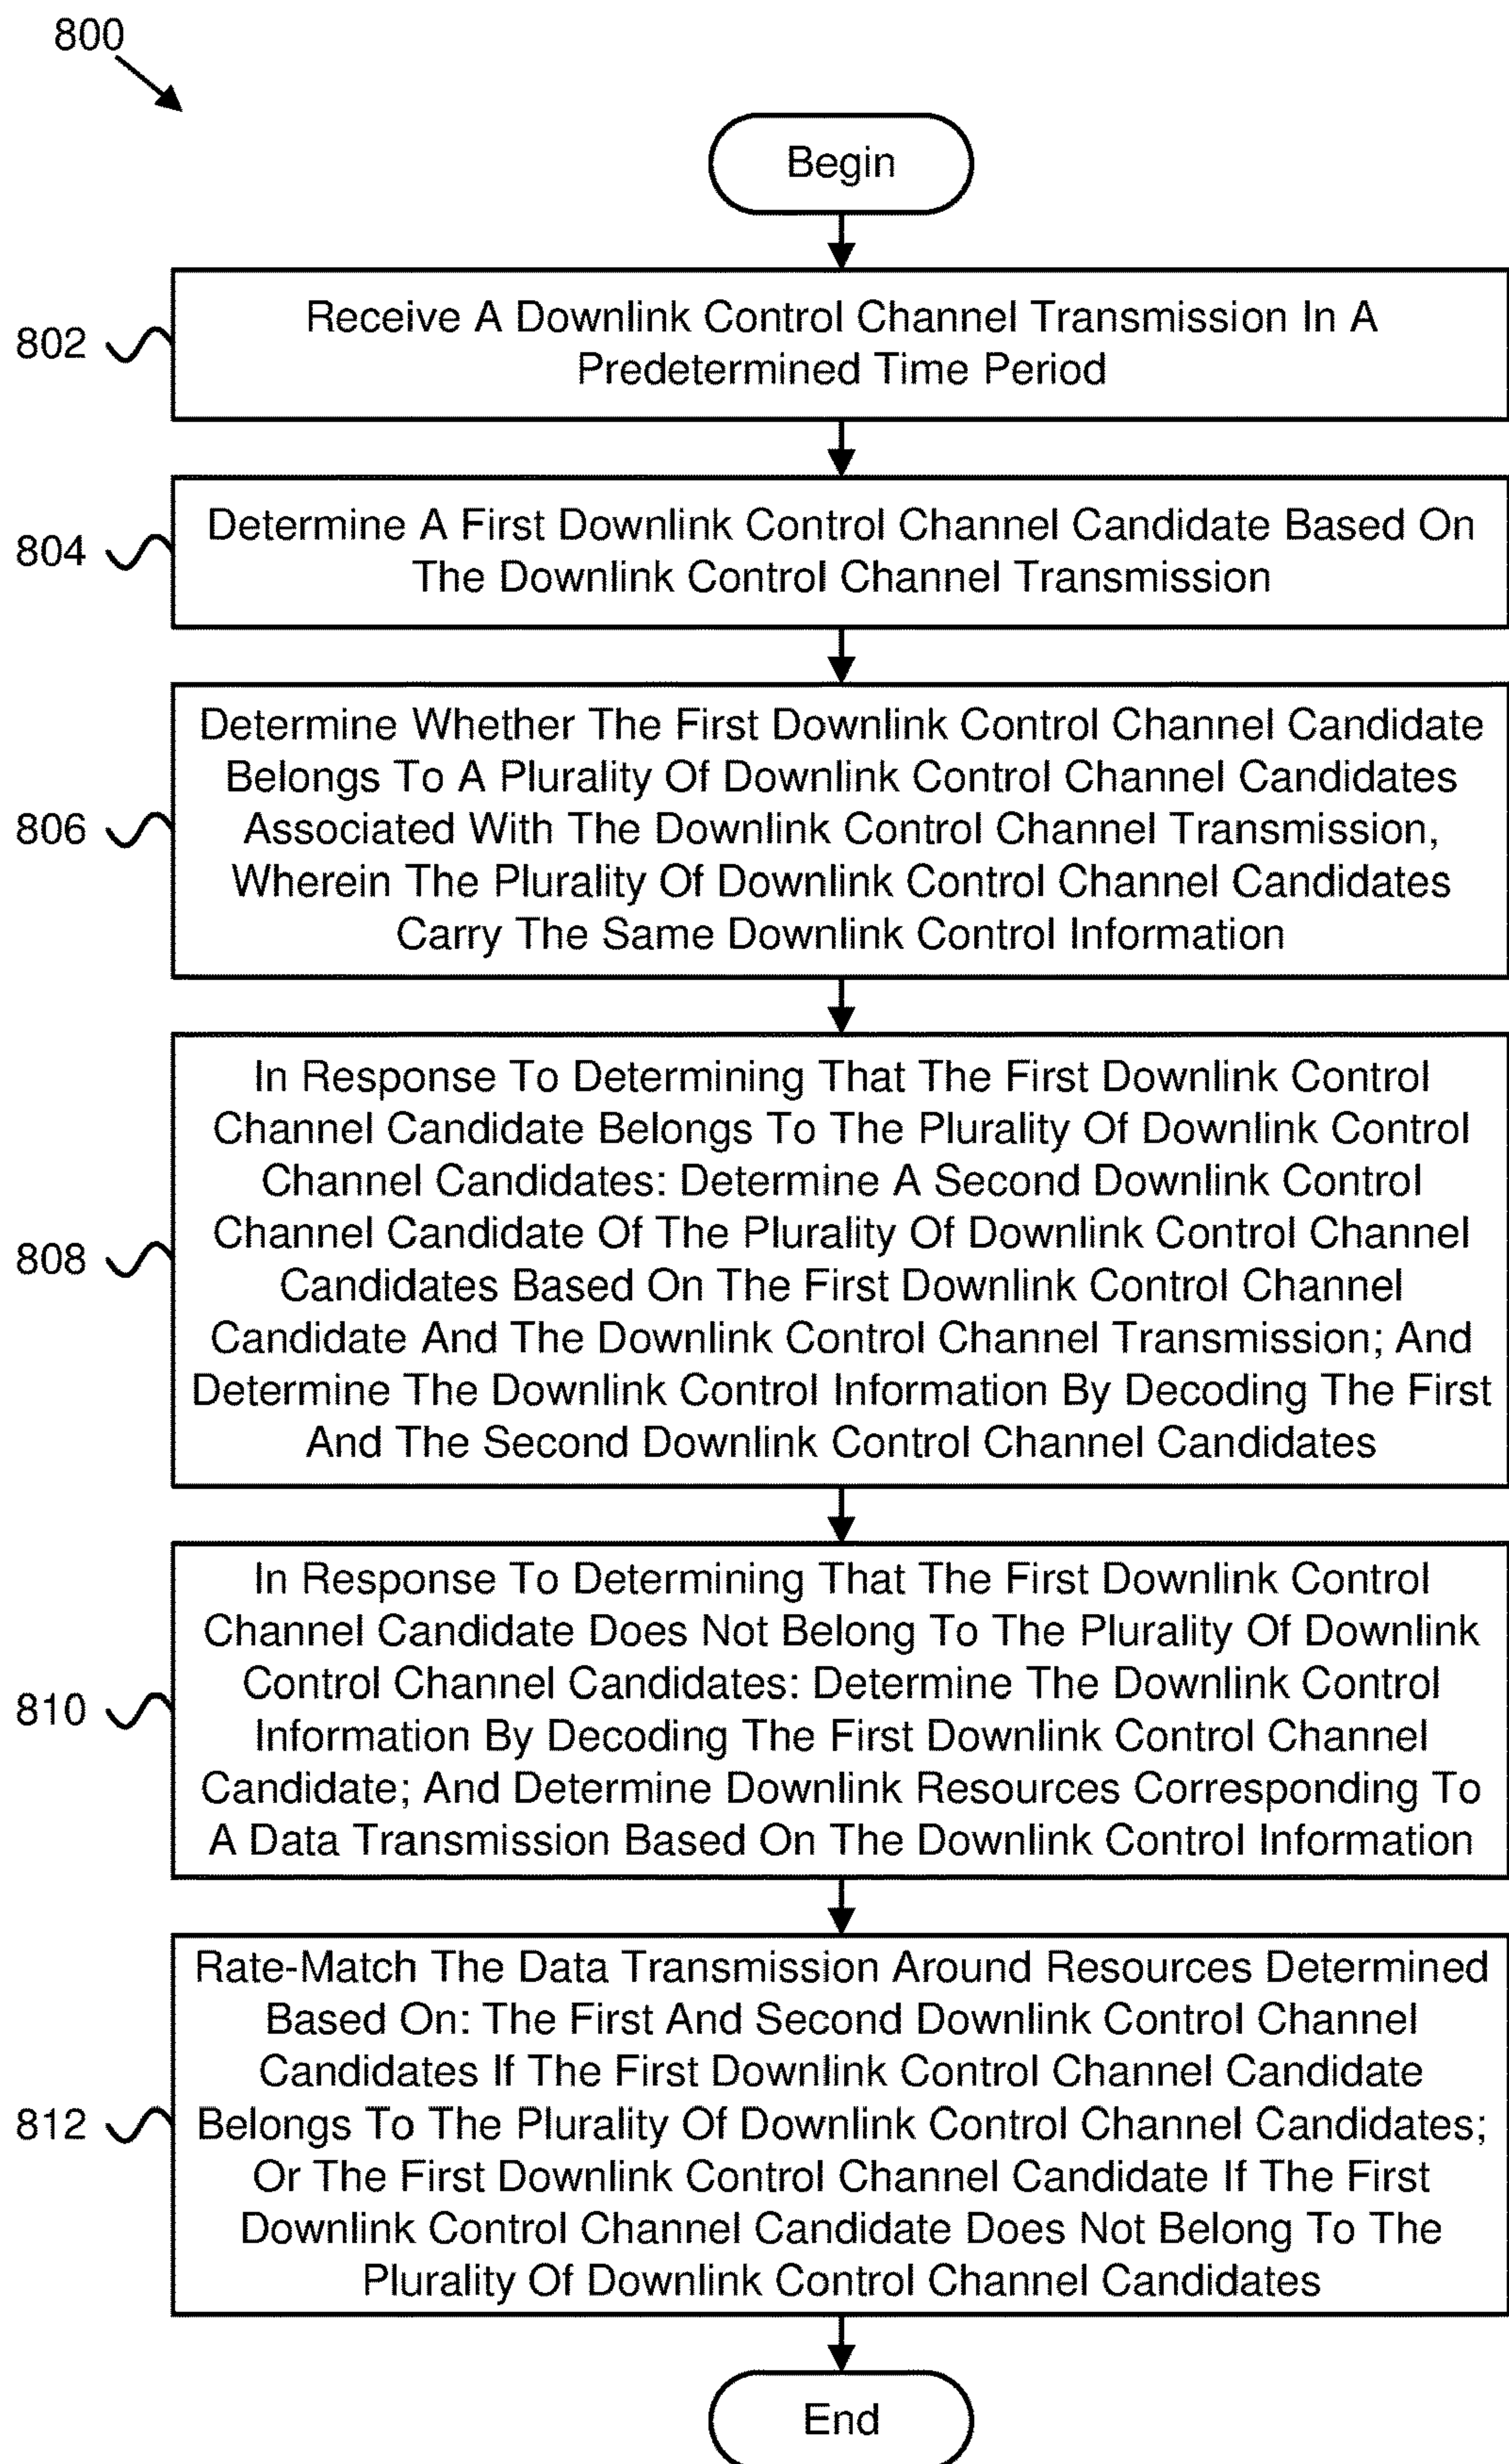 800
Begin
802
Receive A Downlink Control Channel Transmission In A
Predetermined Time Period
804
Determine A First Downlink Control Channel Candidate Based On
The Downlink Control Channel Transmission
806
Determine Whether The First Downlink Control Channel Candidate
Belongs To A Plurality Of Downlink Control Channel Candidates
Associated With The Downlink Control Channel Transmission,
Wherein The Plurality Of Downlink Control Channel Candidates
Carry The Same Downlink Control Information
808
In Response To Determining That The First Downlink Control
Channel Candidate Belongs To The Plurality Of Downlink Control
Channel Candidates: Determine A Second Downlink Control
Channel Candidate Of The Plurality Of Downlink Control Channel
Candidates Based On The First Downlink Control Channel
Candidate And The Downlink Control Channel Transmission; And
Determine The Downlink Control Information By Decoding The First
And The Second Downlink Control Channel Candidates
810
In Response To Determining That The First Downlink Control
Channel Candidate Does Not Belong To The Plurality Of Downlink
Control Channel Candidates: Determine The Downlink Control
Information By Decoding The First Downlink Control Channel
Candidate; And Determine Downlink Resources Corresponding To
A Data Transmission Based On The Downlink Control Information
812
Rate-Match The Data Transmission Around Resources Determined
Based On: The First And Second Downlink Control Channel
Candidates If The First Downlink Control Channel Candidate
Belongs To The Plurality Of Downlink Control Channel Candidates;
Or The First Downlink Control Channel Candidate If The First
Downlink Control Channel Candidate Does Not Belong To The
Plurality Of Downlink Control Channel Candidates
End